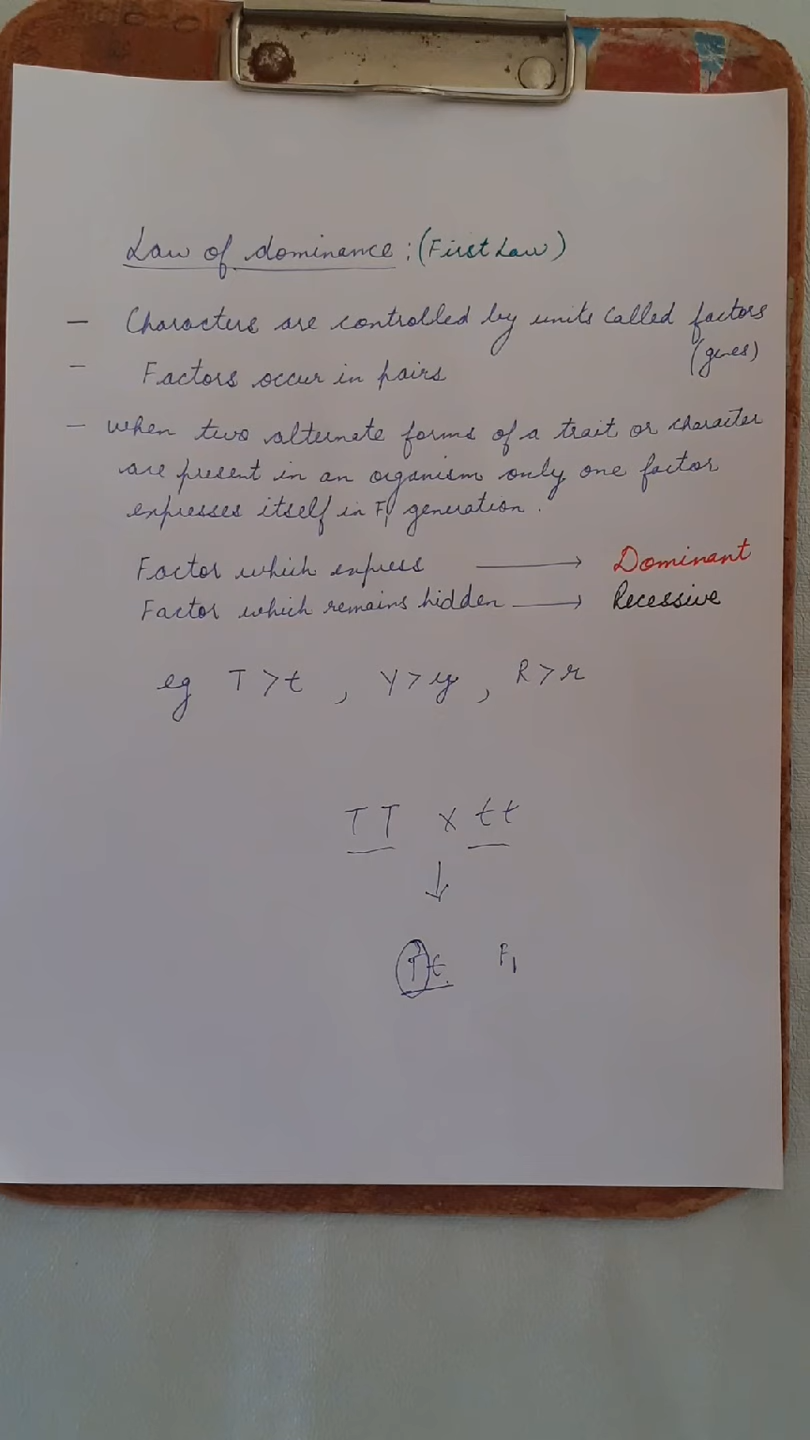 Law of dominance : (First Law)
- Characters are controlled by units called factors
(genes)
- Factors occur in pairs
- when two alternate forms of a trait or character
are present in an organism only one factor
expresses itself in F1 generation.
Factor which express → Dominant
Factor which remains hidden → Recessive
eg T > t , Y > y , R > r
TT x tt
↓
Tt F1